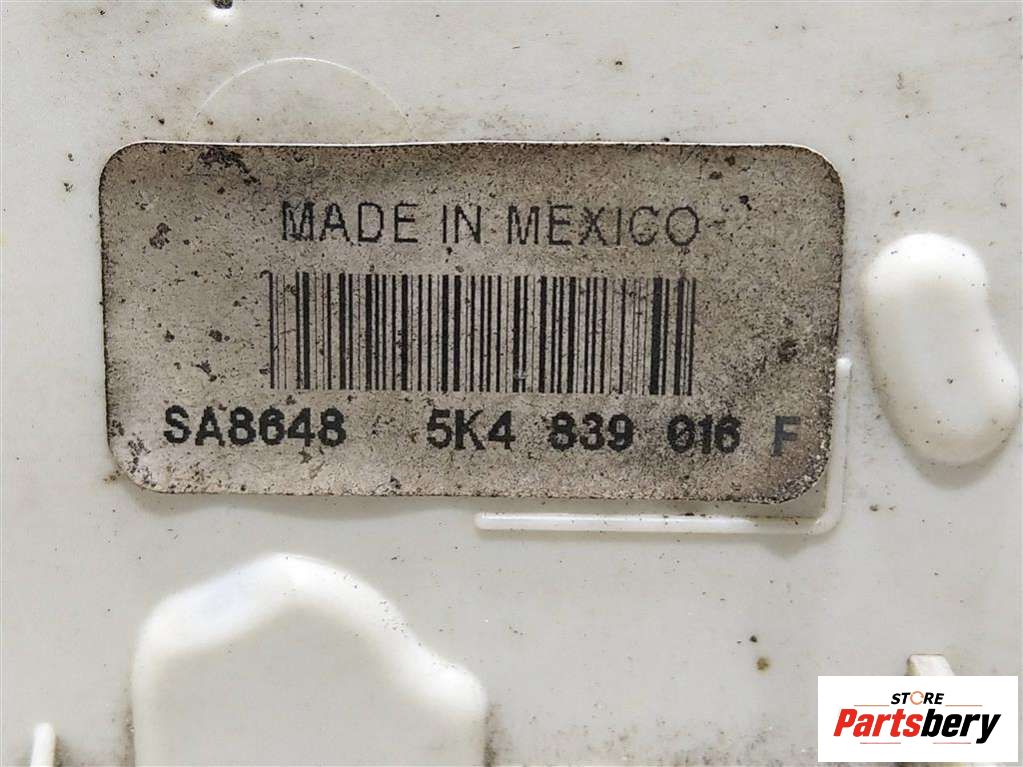 MADE IN MEXICO
SA8648 5K4 839 016 F
STORE
Partsbery